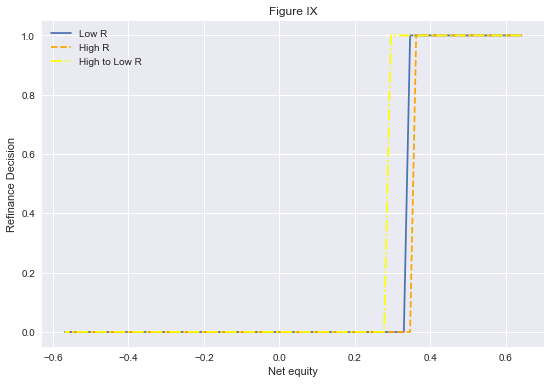 Figure IX
Low R
High R
High to Low R
Refinance Decision
1.0
0.8
0.6
0.4
0.2
0.0
−0.6 −0.4 −0.2 0.0 0.2 0.4 0.6
Net equity